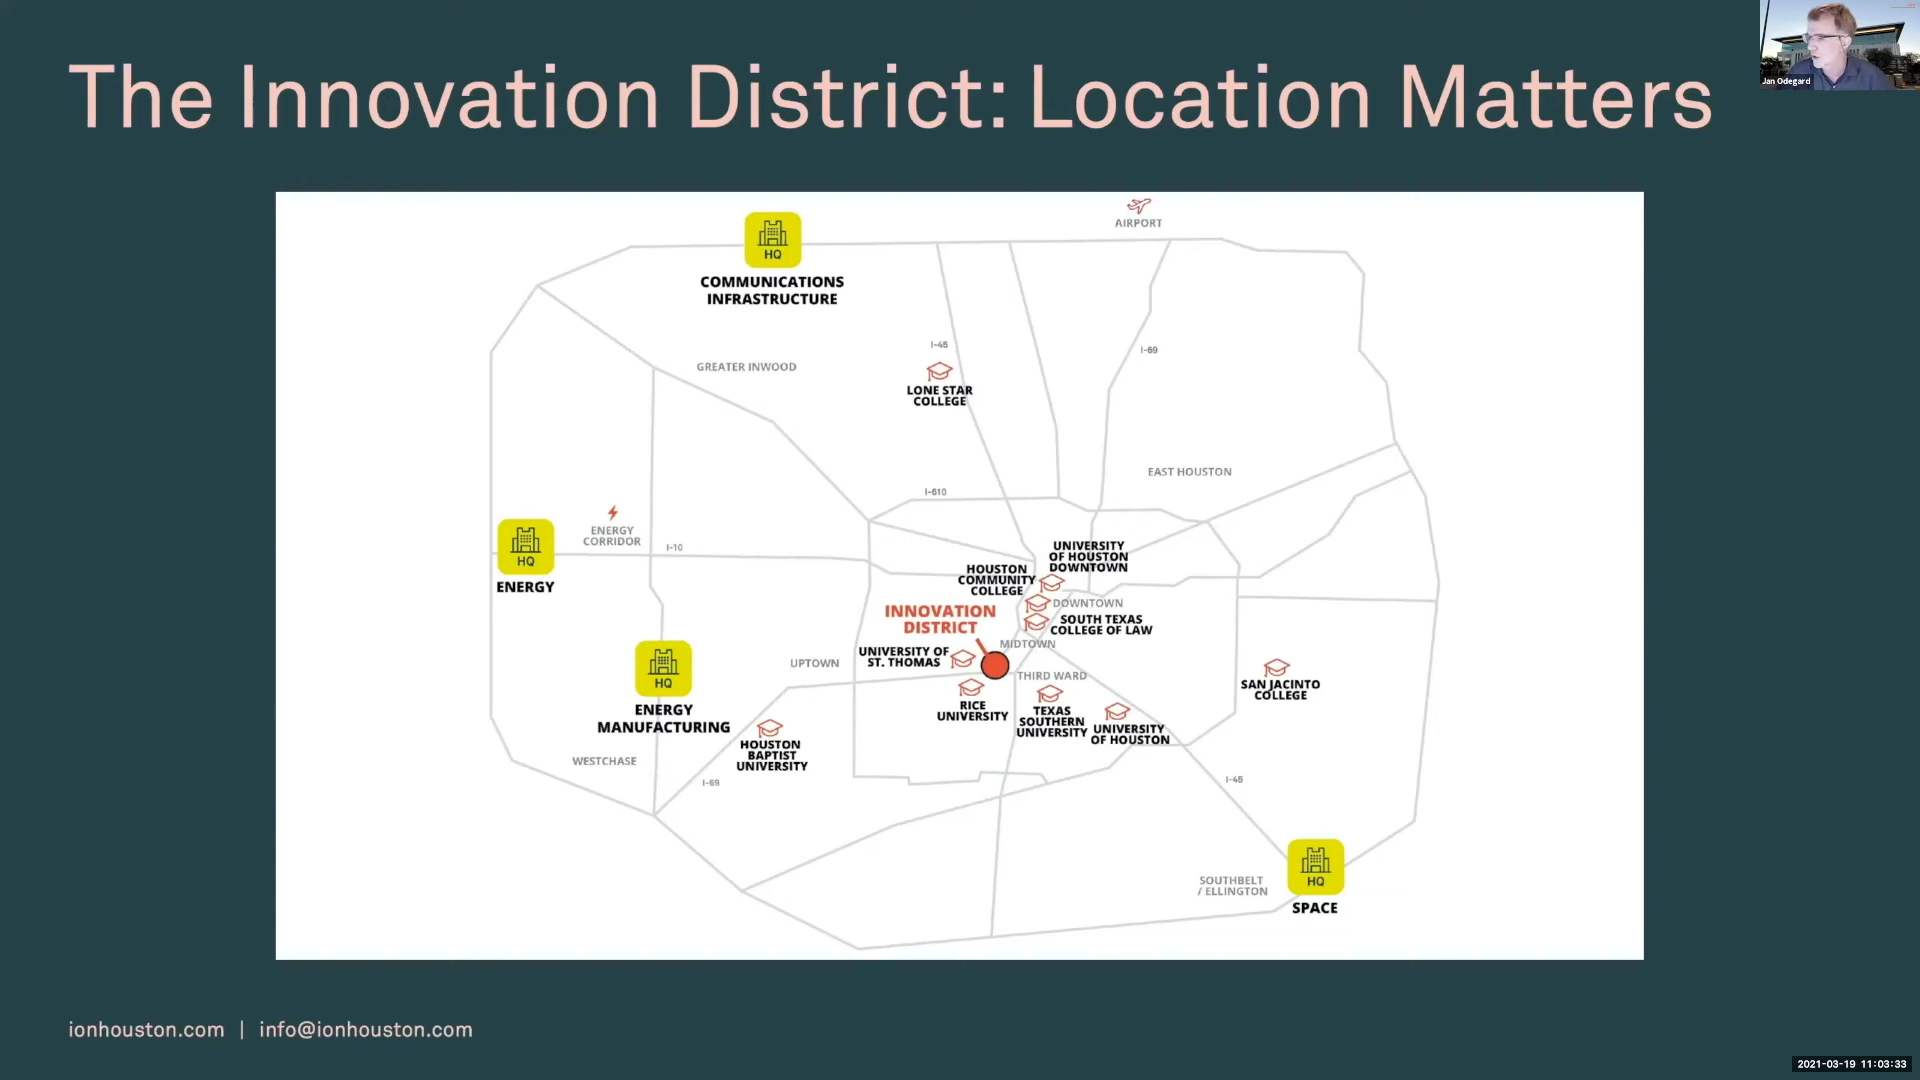 The Innovation District: Location Matters
Jan Odegard
AIRPORT
HQ
COMMUNICATIONS
INFRASTRUCTURE
I-45
I-69
GREATER INWOOD
LONE STAR
COLLEGE
EAST HOUSTON
I-610
ENERGY
CORRIDOR
I-10
HQ
ENERGY
UNIVERSITY
OF HOUSTON
DOWNTOWN
HOUSTON
COMMUNITY
COLLEGE
DOWNTOWN
INNOVATION
DISTRICT
SOUTH TEXAS
COLLEGE OF LAW
MIDTOWN
UNIVERSITY OF
ST. THOMAS
UPTOWN
THIRD WARD
HQ
ENERGY
MANUFACTURING
SAN JACINTO
COLLEGE
RICE
UNIVERSITY
TEXAS
SOUTHERN
UNIVERSITY
UNIVERSITY
OF HOUSTON
HOUSTON
BAPTIST
UNIVERSITY
WESTCHASE
I-69
I-45
SOUTHBELT
/ ELLINGTON
HQ
SPACE
ionhouston.com | info@ionhouston.com
2021-03-19 11:03:33